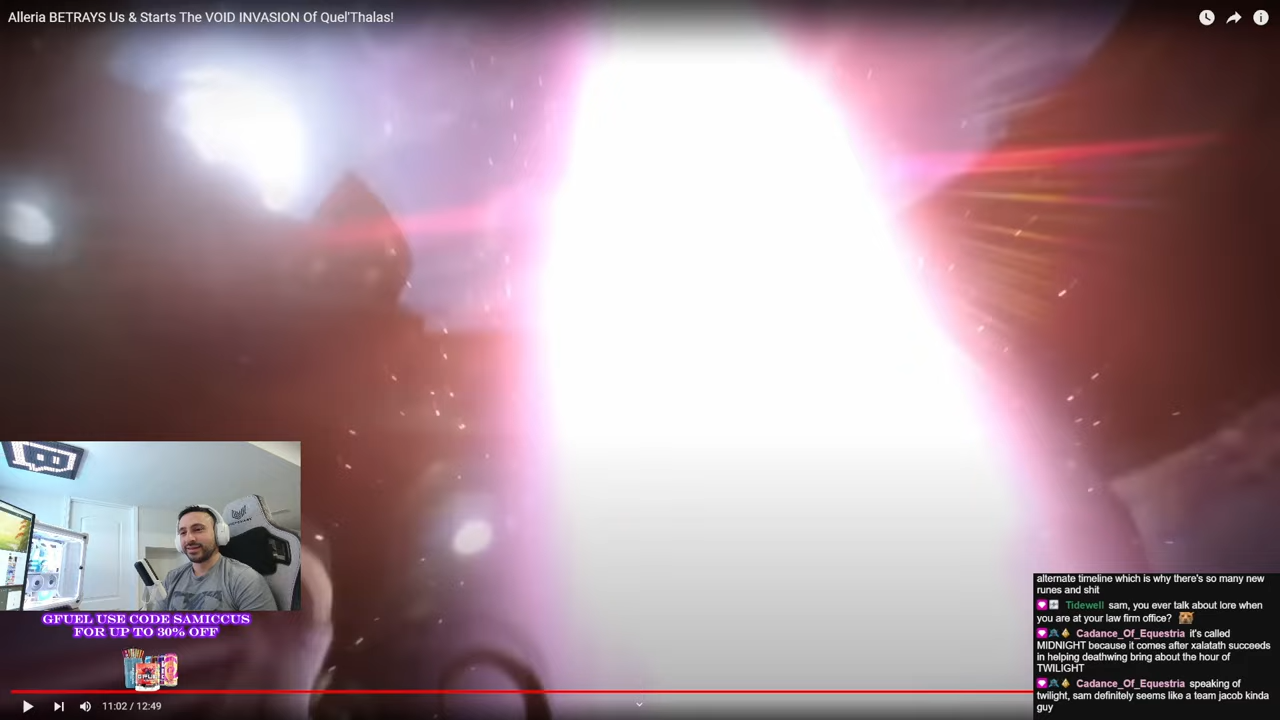 Alleria BETRAYS Us & Starts The VOID INVASION Of Quel'Thalas!
GFUEL USE CODE SAMICCUS
FOR UP TO 30% OFF
alternate timeline which is why there's so many new
runes and shit
Tidewell sam, you ever talk about lore when
you are at your law firm office?
Cadance_Of_Equestria it's called
MIDNIGHT because it comes after xalatath succeeds
in helping deathwing bring about the hour of
TWILIGHT
Cadance_Of_Equestria speaking of
twilight, sam definitely seems like a team jacob kinda
guy
11:02 / 12:49